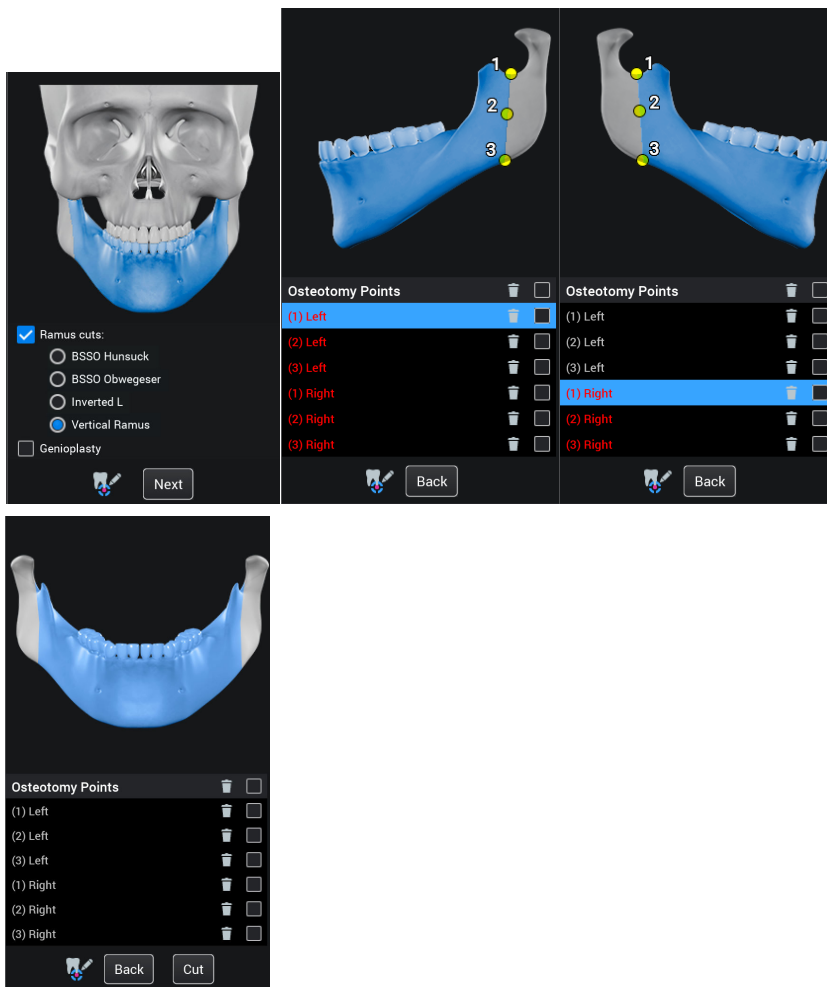 Ramus cuts:
BSSO Hunsuck
BSSO Obwegeser
Inverted L
Vertical Ramus
Genioplasty
Next
1
2
3
Osteotomy Points
(1) Left
(2) Left
(3) Left
(1) Right
(2) Right
(3) Right
Back
1
2
3
Osteotomy Points
(1) Left
(2) Left
(3) Left
(1) Right
(2) Right
(3) Right
Back
Osteotomy Points
(1) Left
(2) Left
(3) Left
(1) Right
(2) Right
(3) Right
Back Cut